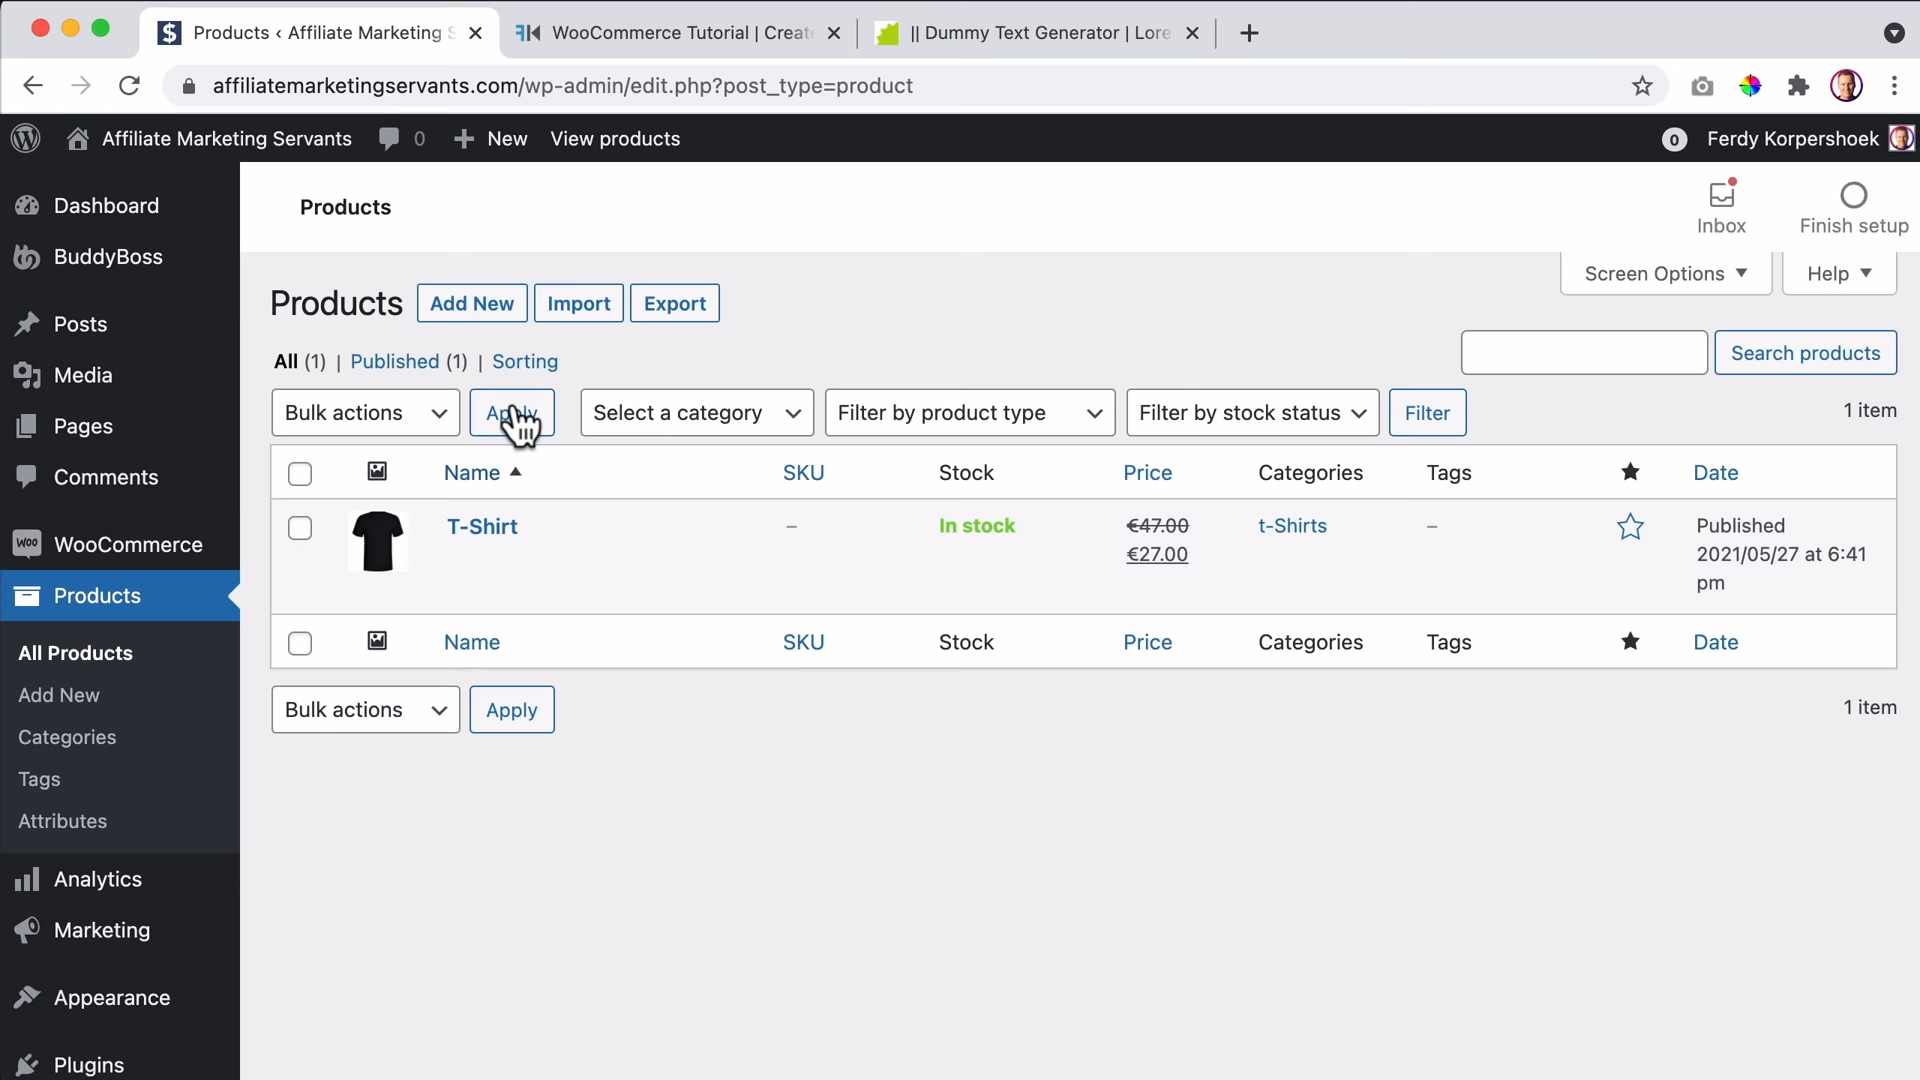 Products ‹ Affiliate Marketing S
WooCommerce Tutorial | Create
|| Dummy Text Generator | Lore
affiliatemarketingservants.com/wp-admin/edit.php?post_type=product
Affiliate Marketing Servants
0
New
View products
0
Ferdy Korpershoek
Dashboard
BuddyBoss
Posts
Media
Pages
Comments
WooCommerce
Products
All Products
Add New
Categories
Tags
Attributes
Analytics
Marketing
Appearance
Plugins
Products
Inbox
Finish setup
Screen Options
Help
Products
Add New
Import
Export
All (1) | Published (1) | Sorting
Search products
Bulk actions
Apply
Select a category
Filter by product type
Filter by stock status
Filter
1 item
Name SKU Stock Price Categories Tags Date
T-Shirt – In stock €47.00 t-Shirts – Published
€27.00 2021/05/27 at 6:41
pm
Name SKU Stock Price Categories Tags Date
Bulk actions
Apply
1 item